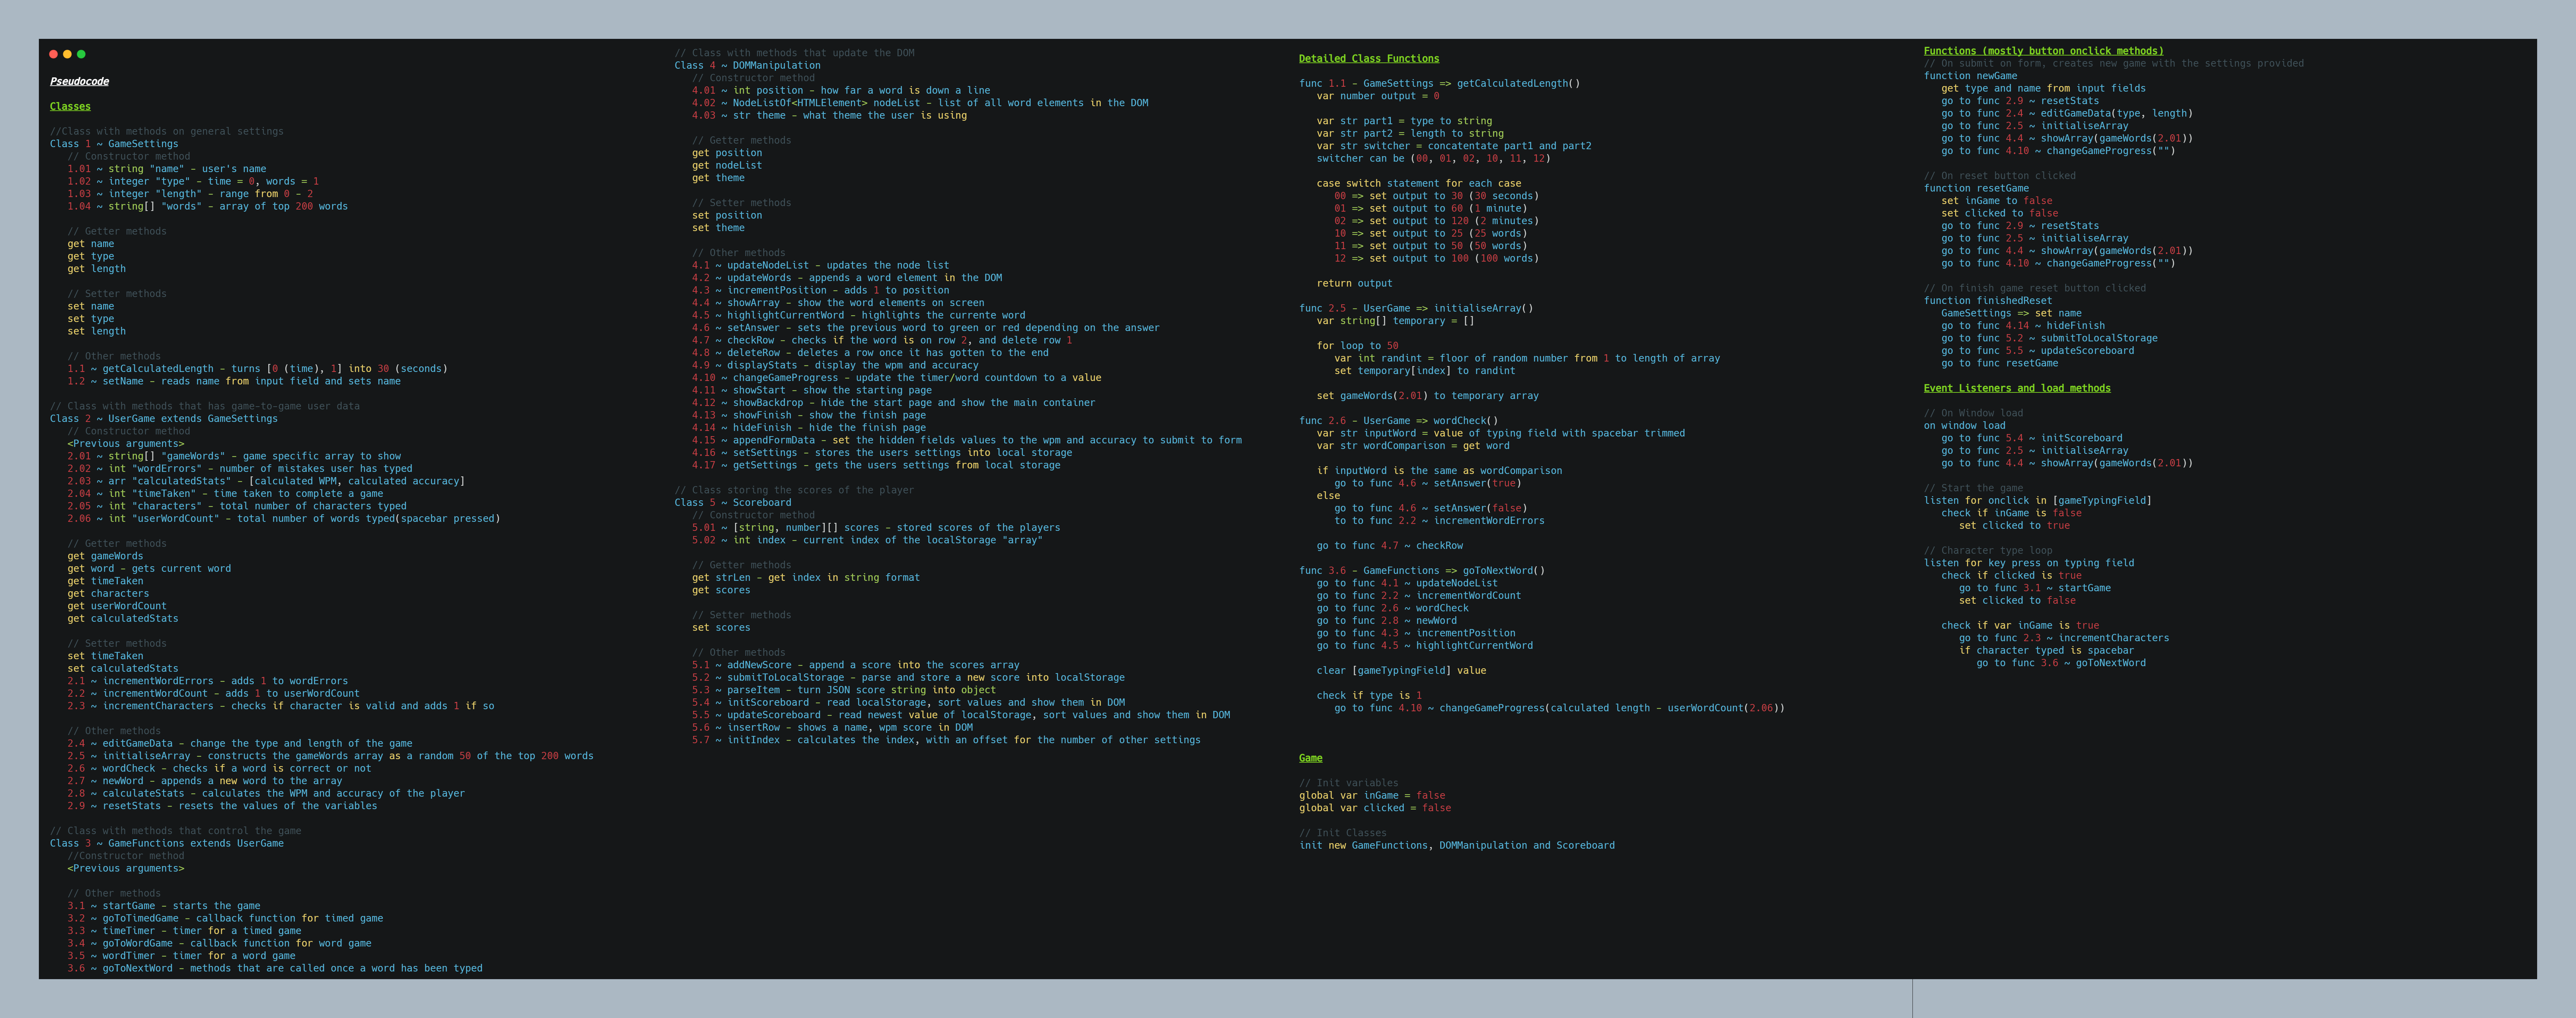 Pseudocode
Classes
//Class with methods on general settings
Class 1 ~ GameSettings
// Constructor method
1.01 ~ string "name" - user's name
1.02 ~ integer "type" - time = 0, words = 1
1.03 ~ integer "length" - range from 0 - 2
1.04 ~ string[] "words" - array of top 200 words
// Getter methods
get name
get type
get length
// Setter methods
set name
set type
set length
// Other methods
1.1 ~ getCalculatedLength - turns [0 (time), 1] into 30 (seconds)
1.2 ~ setName - reads name from input field and sets name
// Class with methods that has game-to-game user data
Class 2 ~ UserGame extends GameSettings
// Constructor method
<Previous arguments>
2.01 ~ string[] "gameWords" - game specific array to show
2.02 ~ int "wordErrors" - number of mistakes user has typed
2.03 ~ arr "calculatedStats" - [calculated WPM, calculated accuracy]
2.04 ~ int "timeTaken" - time taken to complete a game
2.05 ~ int "characters" - total number of characters typed
2.06 ~ int "userWordCount" - total number of words typed(spacebar pressed)
// Getter methods
get gameWords
get word - gets current word
get timeTaken
get characters
get userWordCount
get calculatedStats
// Setter methods
set timeTaken
set calculatedStats
2.1 ~ incrementWordErrors - adds 1 to wordErrors
2.2 ~ incrementWordCount - adds 1 to userWordCount
2.3 ~ incrementCharacters - checks if character is valid and adds 1 if so
// Other methods
2.4 ~ editGameData - change the type and length of the game
2.5 ~ initialiseArray - constructs the gameWords array as a random 50 of the top 200 words
2.6 ~ wordCheck - checks if a word is correct or not
2.7 ~ newWord - appends a new word to the array
2.8 ~ calculateStats - calculates the WPM and accuracy of the player
2.9 ~ resetStats - resets the values of the variables
// Class with methods that control the game
Class 3 ~ GameFunctions extends UserGame
//Constructor method
<Previous arguments>
// Other methods
3.1 ~ startGame - starts the game
3.2 ~ goToTimedGame - callback function for timed game
3.3 ~ timeTimer - timer for a timed game
3.4 ~ goToWordGame - callback function for word game
3.5 ~ wordTimer - timer for a word game
3.6 ~ goToNextWord - methods that are called once a word has been typed
// Class with methods that update the DOM
Class 4 ~ DOMManipulation
// Constructor method
4.01 ~ int position - how far a word is down a line
4.02 ~ NodeListOf<HTMLElement> nodeList - list of all word elements in the DOM
4.03 ~ str theme - what theme the user is using
// Getter methods
get position
get nodeList
get theme
// Setter methods
set position
set theme
// Other methods
4.1 ~ updateNodeList - updates the node list
4.2 ~ updateWords - appends a word element in the DOM
4.3 ~ incrementPosition - adds 1 to position
4.4 ~ showArray - show the word elements on screen
4.5 ~ highlightCurrentWord - highlights the currente word
4.6 ~ setAnswer - sets the previous word to green or red depending on the answer
4.7 ~ checkRow - checks if the word is on row 2, and delete row 1
4.8 ~ deleteRow - deletes a row once it has gotten to the end
4.9 ~ displayStats - display the wpm and accuracy
4.10 ~ changeGameProgress - update the timer/word countdown to a value
4.11 ~ showStart - show the starting page
4.12 ~ showBackdrop - hide the start page and show the main container
4.13 ~ showFinish - show the finish page
4.14 ~ hideFinish - hide the finish page
4.15 ~ appendFormData - set the hidden fields values to the wpm and accuracy to submit to form
4.16 ~ setSettings - stores the users settings into local storage
4.17 ~ getSettings - gets the users settings from local storage
// Class storing the scores of the player
Class 5 ~ Scoreboard
// Constructor method
5.01 ~ [string, number][] scores - stored scores of the players
5.02 ~ int index - current index of the localStorage "array"
// Getter methods
get strLen - get index in string format
get scores
// Setter methods
set scores
// Other methods
5.1 ~ addNewScore - append a score into the scores array
5.2 ~ submitToLocalStorage - parse and store a new score into localStorage
5.3 ~ parseItem - turn JSON score string into object
5.4 ~ initScoreboard - read localStorage, sort values and show them in DOM
5.5 ~ updateScoreboard - read newest value of localStorage, sort values and show them in DOM
5.6 ~ insertRow - shows a name, wpm score in DOM
5.7 ~ initIndex - calculates the index, with an offset for the number of other settings
Detailed Class Functions
func 1.1 - GameSettings => getCalculatedLength()
var number output = 0
var str part1 = type to string
var str part2 = length to string
var str switcher = concatentate part1 and part2
switcher can be (00, 01, 02, 10, 11, 12)
case switch statement for each case
00 => set output to 30 (30 seconds)
01 => set output to 60 (1 minute)
02 => set output to 120 (2 minutes)
10 => set output to 25 (25 words)
11 => set output to 50 (50 words)
12 => set output to 100 (100 words)
return output
func 2.5 - UserGame => initialiseArray()
var string[] temporary = []
for loop to 50
var int randint = floor of random number from 1 to length of array
set temporary[index] to randint
set gameWords(2.01) to temporary array
func 2.6 - UserGame => wordCheck()
var str inputWord = value of typing field with spacebar trimmed
var str wordComparison = get word
if inputWord is the same as wordComparison
go to func 4.6 ~ setAnswer(true)
else
go to func 4.6 ~ setAnswer(false)
to to func 2.2 ~ incrementWordErrors
go to func 4.7 ~ checkRow
func 3.6 - GameFunctions => goToNextWord()
go to func 4.1 ~ updateNodeList
go to func 2.2 ~ incrementWordCount
go to func 2.6 ~ wordCheck
go to func 2.8 ~ newWord
go to func 4.3 ~ incrementPosition
go to func 4.5 ~ highlightCurrentWord
clear [gameTypingField] value
check if type is 1
go to func 4.10 ~ changeGameProgress(calculated length - userWordCount(2.06))
Game
// Init variables
global var inGame = false
global var clicked = false
// Init Classes
init new GameFunctions, DOMManipulation and Scoreboard
Functions (mostly button onclick methods)
// On submit on form, creates new game with the settings provided
function newGame
get type and name from input fields
go to func 2.9 ~ resetStats
go to func 2.4 ~ editGameData(type, length)
go to func 2.5 ~ initialiseArray
go to func 4.4 ~ showArray(gameWords(2.01))
go to func 4.10 ~ changeGameProgress("")
// On reset button clicked
function resetGame
set inGame to false
set clicked to false
go to func 2.9 ~ resetStats
go to func 2.5 ~ initialiseArray
go to func 4.4 ~ showArray(gameWords(2.01))
go to func 4.10 ~ changeGameProgress("")
// On finish game reset button clicked
function finishedReset
GameSettings => set name
go to func 4.14 ~ hideFinish
go to func 5.2 ~ submitToLocalStorage
go to func 5.5 ~ updateScoreboard
go to func resetGame
Event Listeners and load methods
// On Window load
on window load
go to func 5.4 ~ initScoreboard
go to func 2.5 ~ initialiseArray
go to func 4.4 ~ showArray(gameWords(2.01))
// Start the game
listen for onclick in [gameTypingField]
check if inGame is false
set clicked to true
// Character type loop
listen for key press on typing field
check if clicked is true
go to func 3.1 ~ startGame
set clicked to false
check if var inGame is true
go to func 2.3 ~ incrementCharacters
if character typed is spacebar
go to func 3.6 ~ goToNextWord